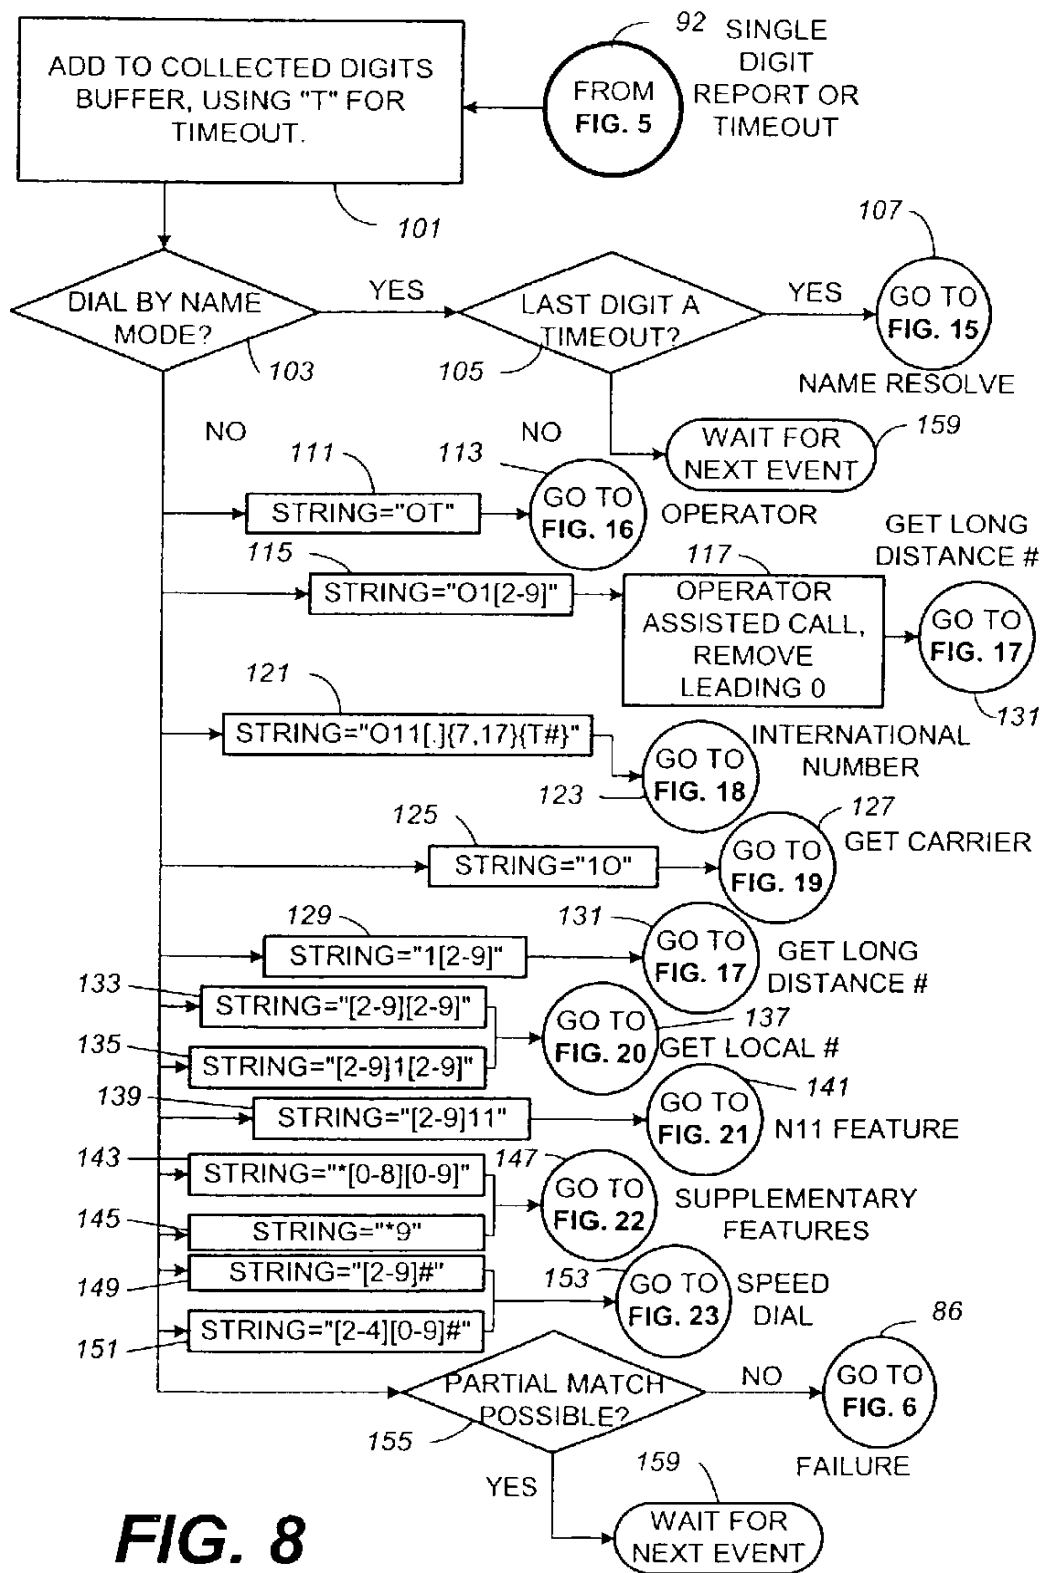 92 SINGLE
DIGIT
REPORT OR
TIMEOUT
ADD TO COLLECTED DIGITS
BUFFER, USING "T" FOR
TIMEOUT.
FROM
FIG. 5
101
107
DIAL BY NAME
MODE?
YES
LAST DIGIT A
TIMEOUT?
YES
GO TO
FIG. 15
103
105
NAME RESOLVE
NO
NO
WAIT FOR
NEXT EVENT
159
111
STRING="OT"
113
GO TO
FIG. 16
OPERATOR
GET LONG
DISTANCE #
115
STRING="O1[2-9]"
117
OPERATOR
ASSISTED CALL,
REMOVE
LEADING 0
GO TO
FIG. 17
131
121
STRING="O11[.]{7,17}{T#}"
INTERNATIONAL
NUMBER
GO TO
FIG. 18
123
125
STRING="1O"
127
GET CARRIER
GO TO
FIG. 19
129
STRING="1[2-9]"
131
GO TO
FIG. 17
GET LONG
DISTANCE #
133
STRING="[2-9][2-9]"
135
STRING="[2-9]1[2-9]"
GO TO
FIG. 20
137
GET LOCAL #
139
STRING="[2-9]11"
GO TO
FIG. 21
141
N11 FEATURE
143
STRING="*[0-8][0-9]"
145
STRING="*9"
147
GO TO
FIG. 22
SUPPLEMENTARY
FEATURES
149
STRING="[2-9]#"
151
STRING="[2-4][0-9]#"
153
GO TO
FIG. 23
SPEED
DIAL
PARTIAL MATCH
POSSIBLE?
155
NO
86
GO TO
FIG. 6
FAILURE
YES
159
WAIT FOR
NEXT EVENT
FIG. 8